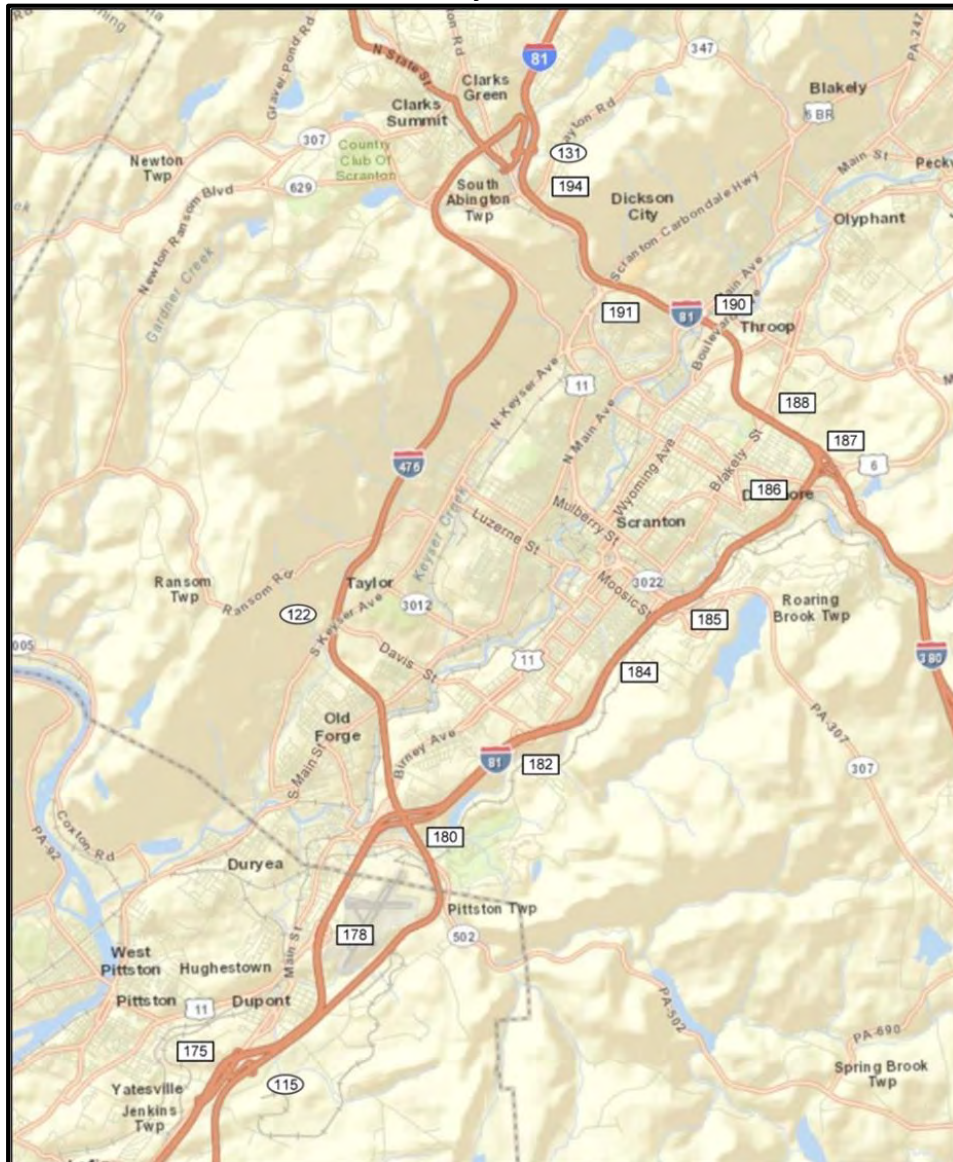 347
PA-247
N State St
81
Clarks
Green
Blakely
6 BR
Gravel Pond Rd
Clarks
Summit
307
Country
Club Of
Scranton
131
Main St
Newton
Twp
629
South
Abington
Twp
194
Dickson
City
Olyphant
Newton Ransom Blvd
Scranton Carbondale Hwy
Gardner Creek
191
81
190
Throop
N Keyser Ave
11
188
N Main Ave
Wyoming Ave
Blakely St
187
6
476
186
Keyser Creek
Luzerne St
Mulberry St
Scranton
Ransom
Twp
Ransom Rd
Taylor
3012
Moosic St
3022
Roaring
Brook Twp
122
S Keyser Ave
185
005
Davis St
11
184
380
Old
Forge
Birney Ave
PA-307
S Main St
81
182
307
Coxton Rd
PA-92
180
Duryea
Pittston Twp
178
502
West
Pittston
Hughestown
Main St
Pittston
11
Dupont
PA-502
175
PA-690
Yatesville
115
Spring Brook
Twp
Jenkins
Twp